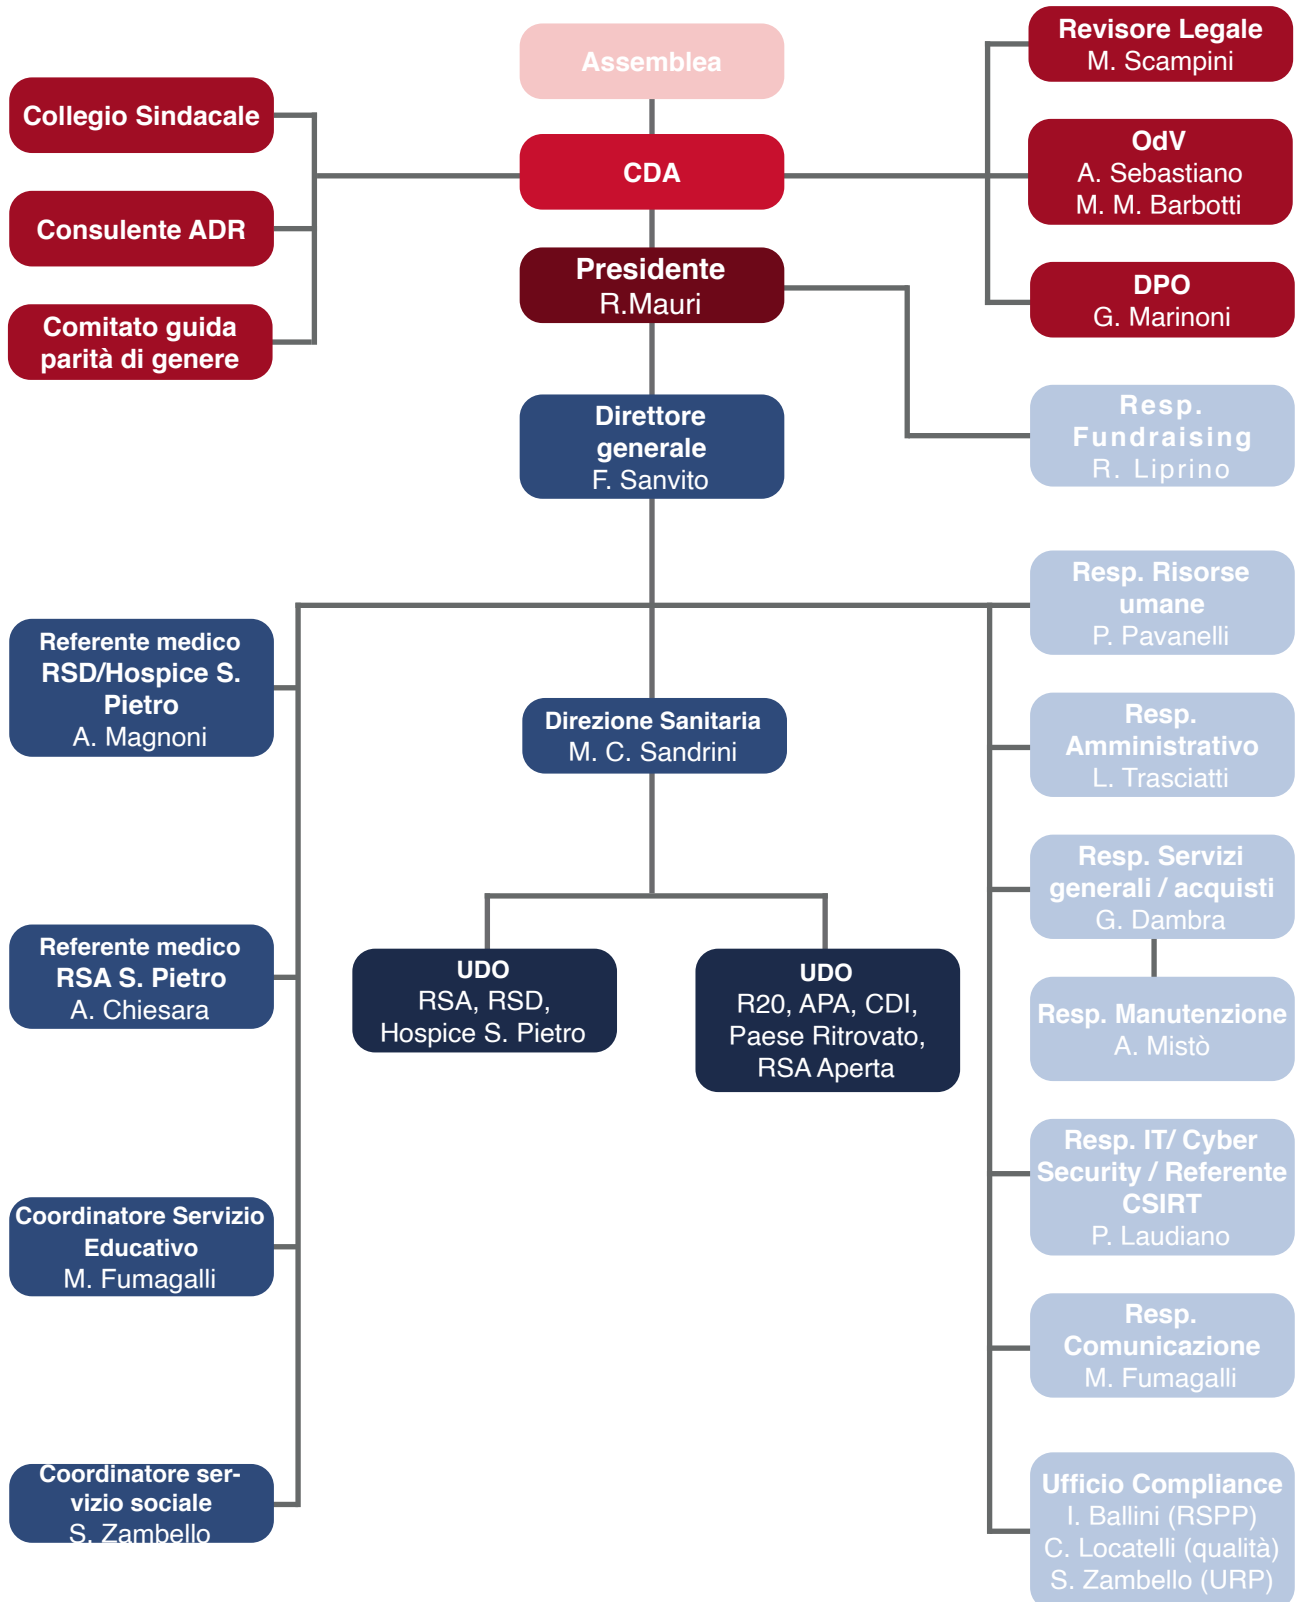 Assemblea
CDA
Presidente
R.Mauri
Collegio Sindacale
Consulente ADR
Comitato guida
parità di genere
Revisore Legale
M. Scampini
OdV
A. Sebastiano
M. M. Barbotti
DPO
G. Marinoni
Resp.
Fundraising
R. Liprino
Direttore
generale
F. Sanvito
Referente medico
RSD/Hospice S.
Pietro
A. Magnoni
Referente medico
RSA S. Pietro
A. Chiesara
Coordinatore Servizio
Educativo
M. Fumagalli
Coordinatore ser-
vizio sociale
S. Zambello
Direzione Sanitaria
M. C. Sandrini
UDO
RSA, RSD,
Hospice S. Pietro
UDO
R20, APA, CDI,
Paese Ritrovato,
RSA Aperta
Resp. Risorse
umane
P. Pavanelli
Resp.
Amministrativo
L. Trasciatti
Resp. Servizi
generali / acquisti
G. Dambra
Resp. Manutenzione
A. Mistò
Resp. IT/ Cyber
Security / Referente
CSIRT
P. Laudiano
Resp.
Comunicazione
M. Fumagalli
Ufficio Compliance
I. Ballini (RSPP)
C. Locatelli (qualità)
S. Zambello (URP)